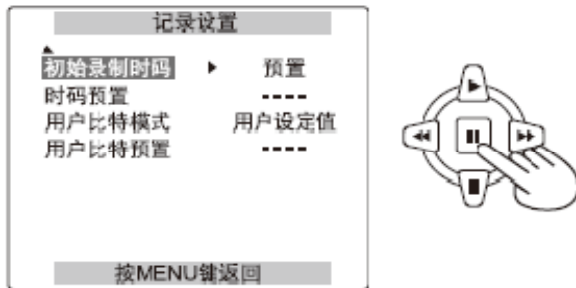 记录设置
初始录制时码 ▶ 预置
时码预置 ----
用户比特模式 用户设定值
用户比特预置 ----
按MENU键返回